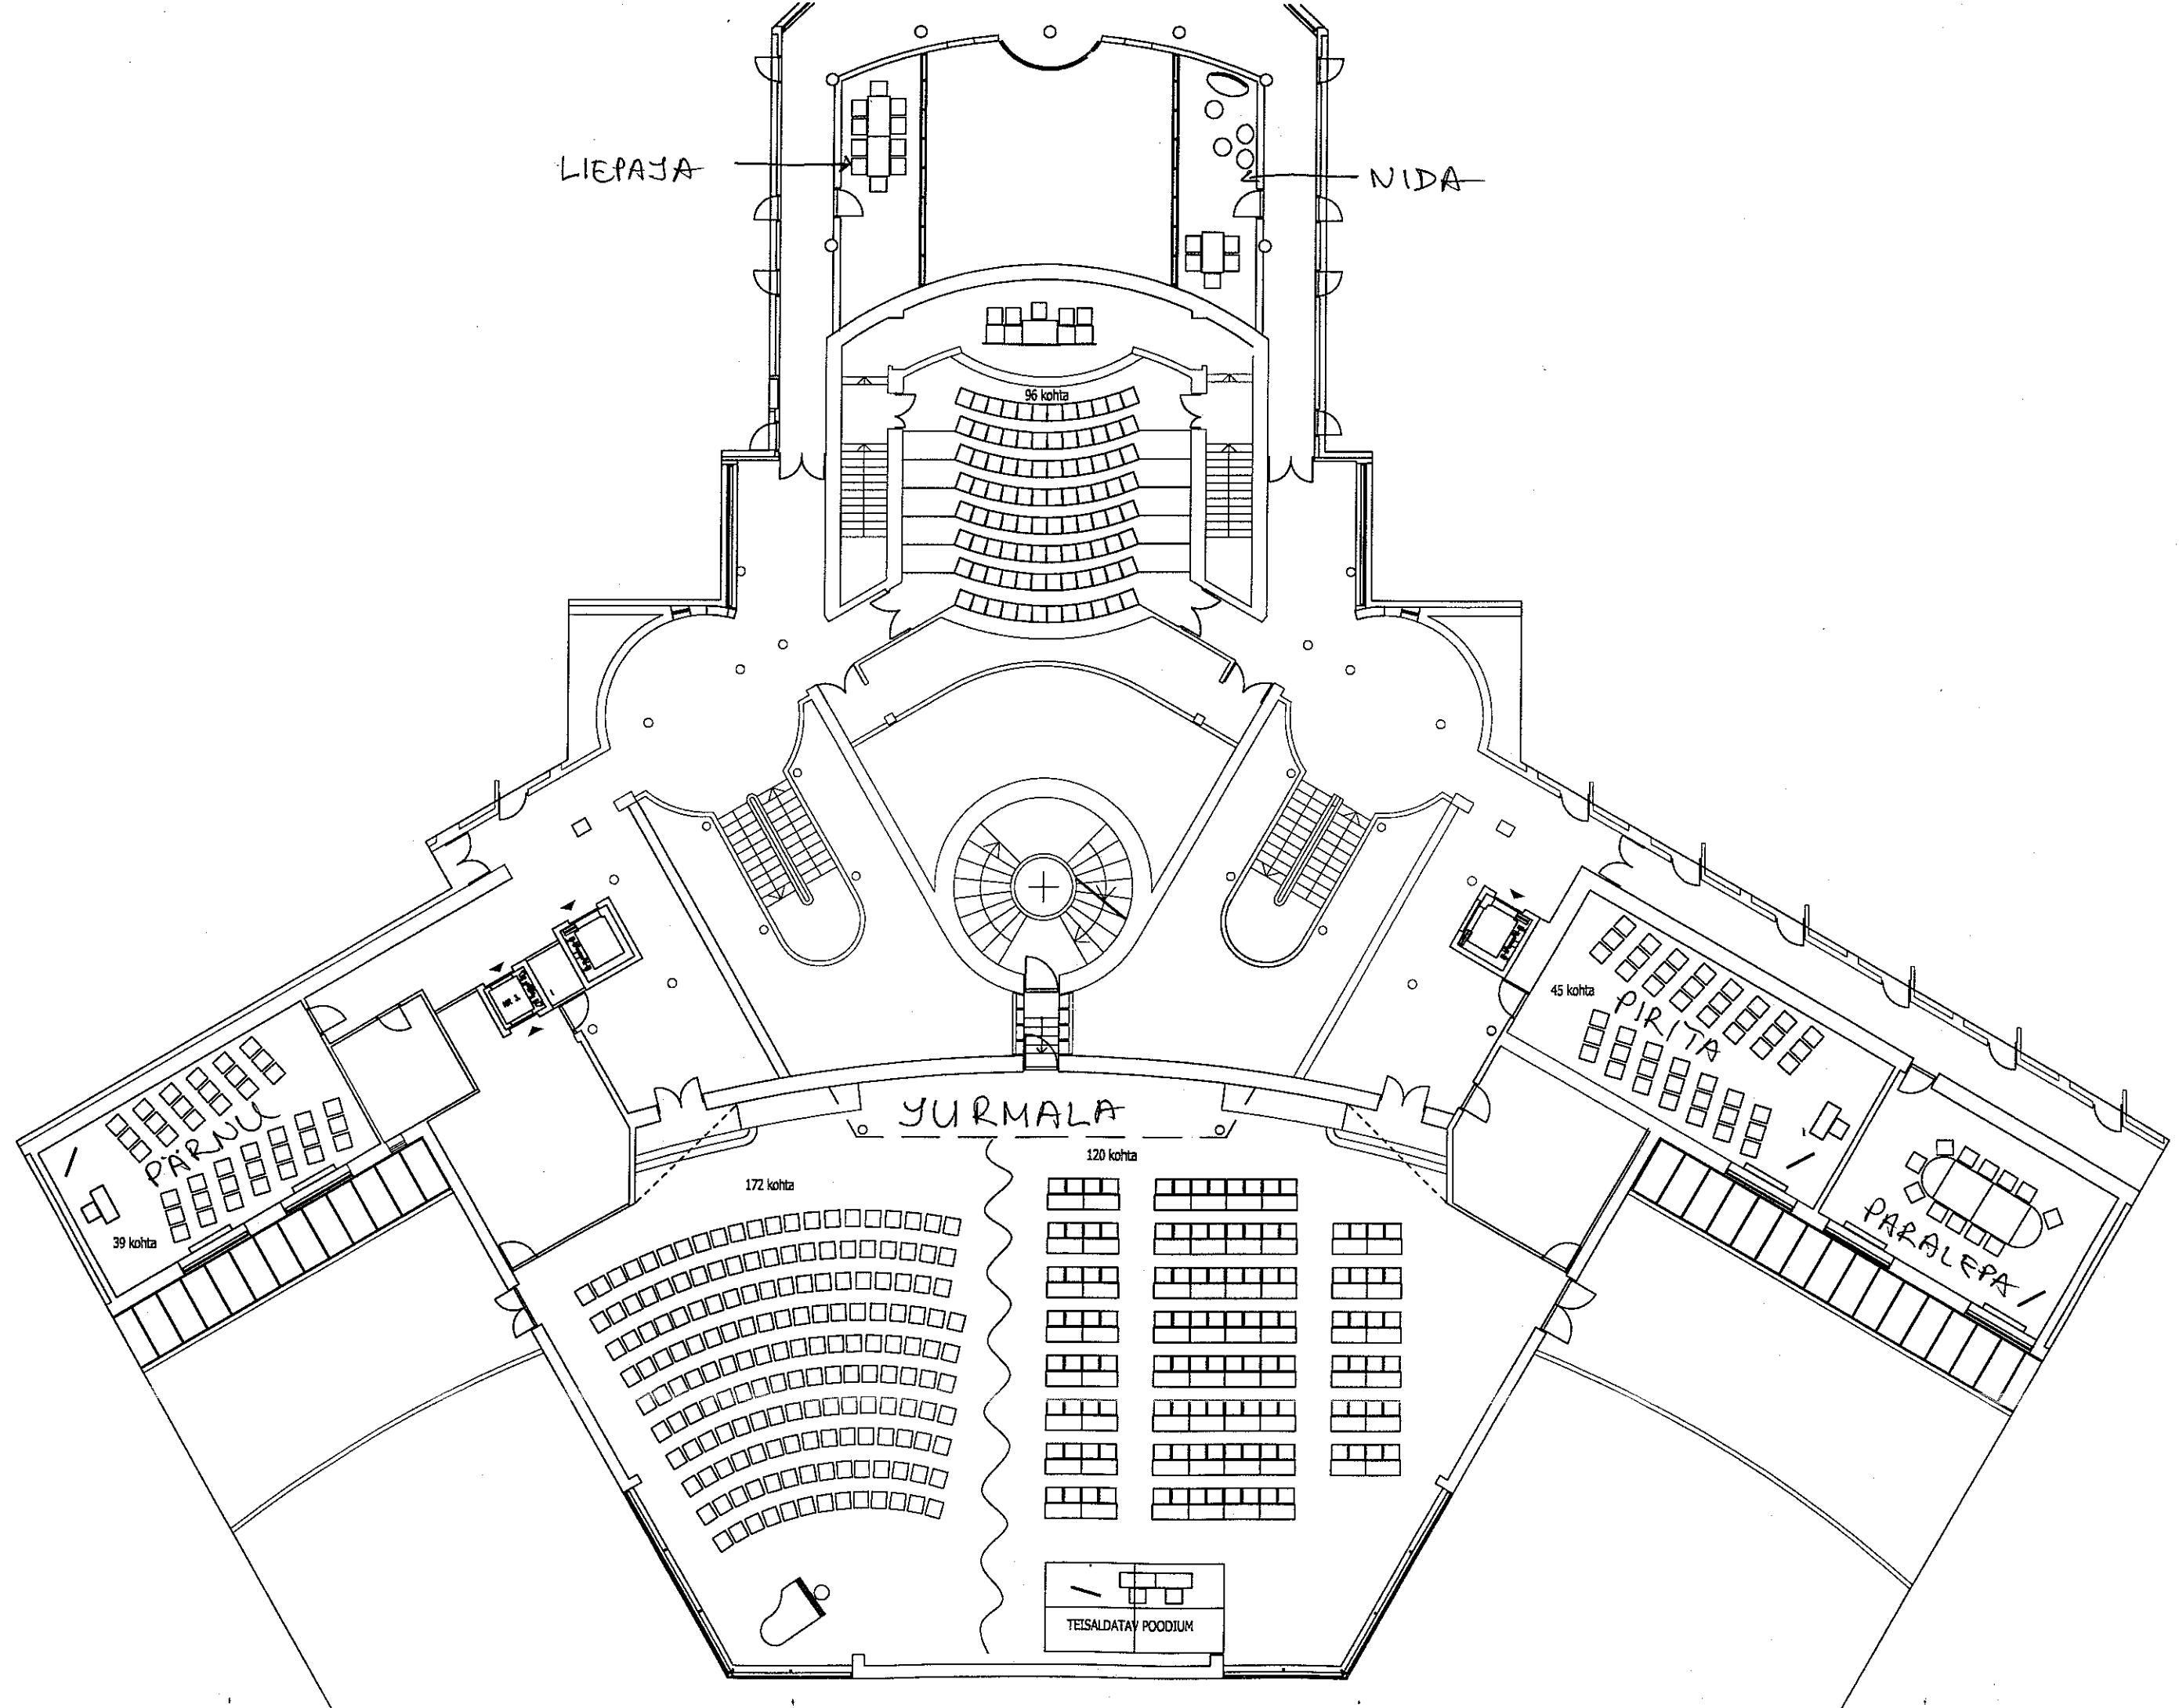 LIEPAJA
NIDA
96 kohta
45 kohta
PIRITA
PÄRNU
39 kohta
YURMALA
120 kohta
172 kohta
PARALEPA
TEISALDATAV POODIUM